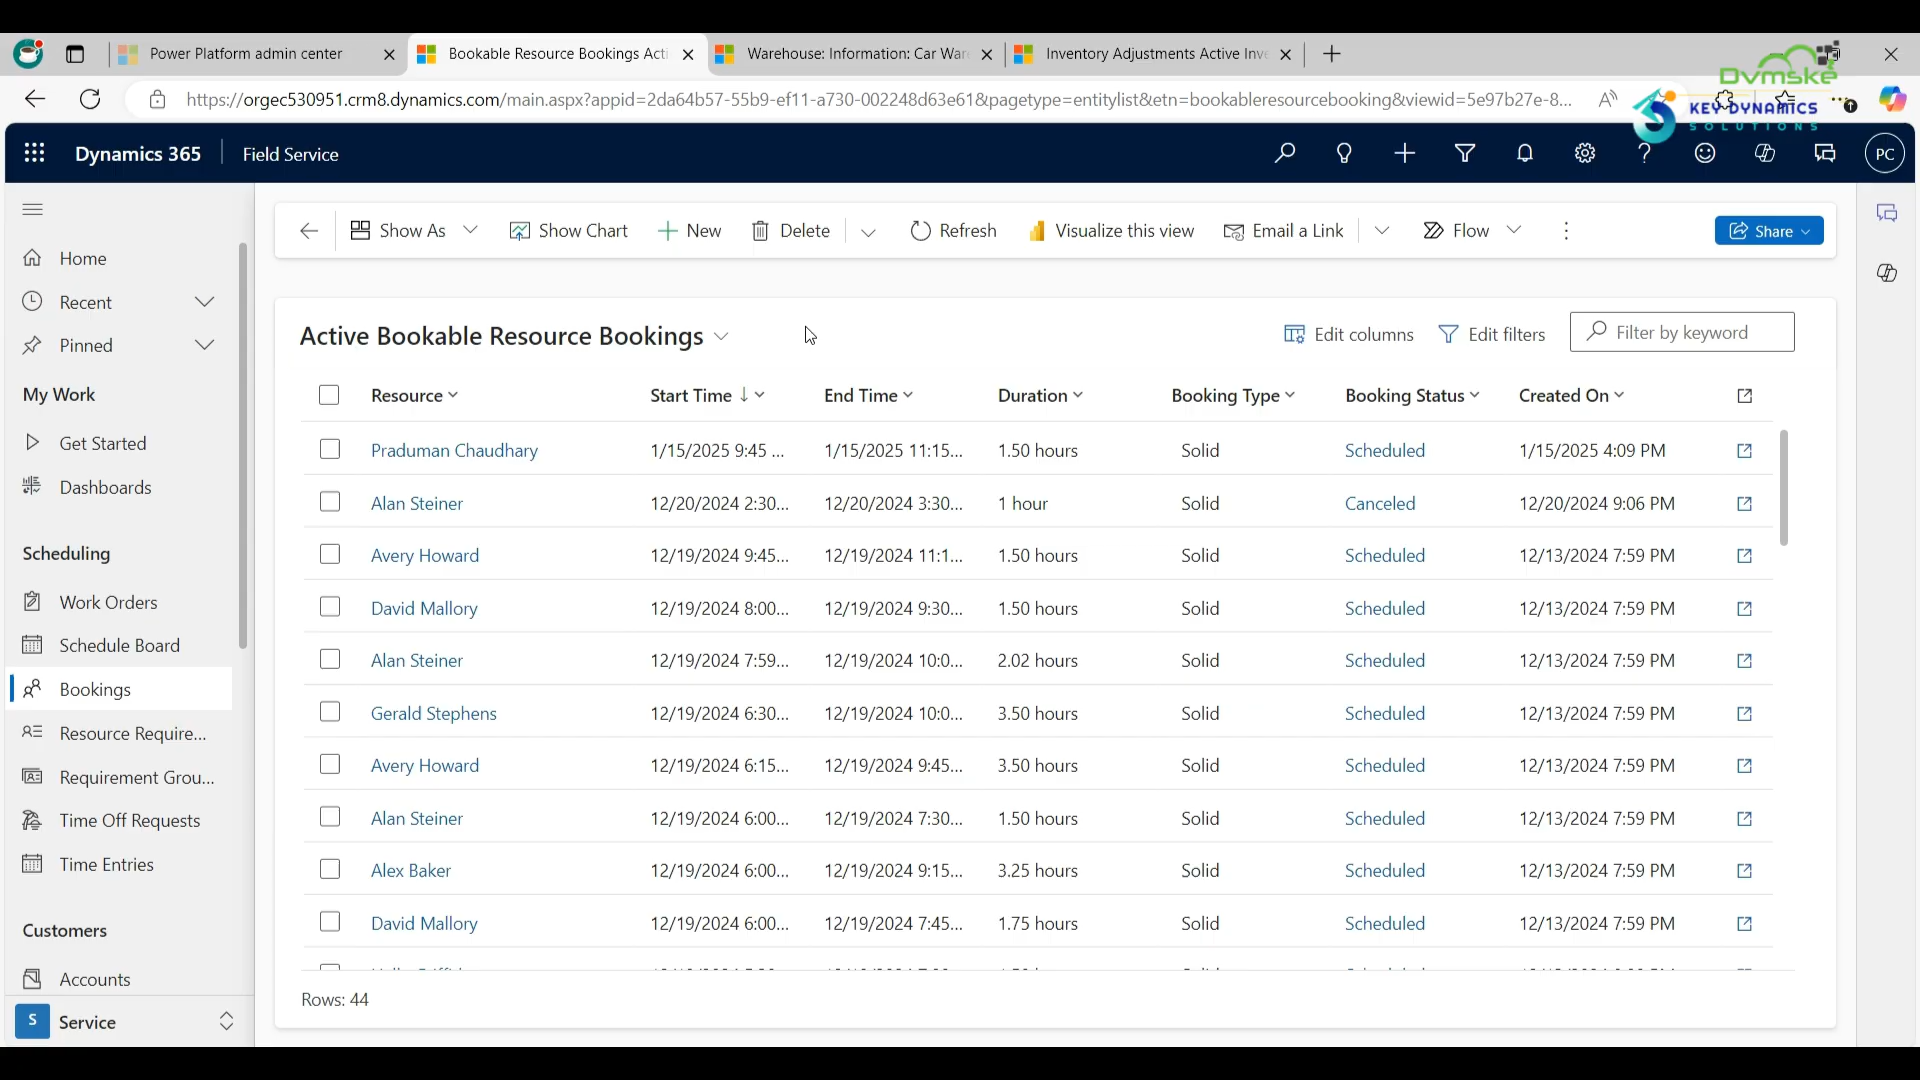 Power Platform admin center
Bookable Resource Bookings Acti
Warehouse: Information: Car War
Inventory Adjustments Active Inve
Dvmske
https://orgec530951.crm8.dynamics.com/main.aspx?appid=2da64b57-55b9-ef11-a730-002248d63e61&pagetype=entitylist&etn=bookableresourcebooking&viewid=5e97b27e-8...
KEY DYNAMICS
SOLUTIONS
Dynamics 365
Field Service
PC
Show As
Show Chart
New
Delete
Refresh
Visualize this view
Email a Link
Flow
Share
Home
Recent
Pinned
My Work
Get Started
Dashboards
Scheduling
Work Orders
Schedule Board
Bookings
Resource Require...
Requirement Grou...
Time Off Requests
Time Entries
Customers
Accounts
S Service
Active Bookable Resource Bookings
Edit columns
Edit filters
Filter by keyword
Resource Start Time End Time Duration Booking Type Booking Status Created On
Praduman Chaudhary 1/15/2025 9:45 ... 1/15/2025 11:15... 1.50 hours Solid Scheduled 1/15/2025 4:09 PM
Alan Steiner 12/20/2024 2:30... 12/20/2024 3:30... 1 hour Solid Canceled 12/20/2024 9:06 PM
Avery Howard 12/19/2024 9:45... 12/19/2024 11:1... 1.50 hours Solid Scheduled 12/13/2024 7:59 PM
David Mallory 12/19/2024 8:00... 12/19/2024 9:30... 1.50 hours Solid Scheduled 12/13/2024 7:59 PM
Alan Steiner 12/19/2024 7:59... 12/19/2024 10:0... 2.02 hours Solid Scheduled 12/13/2024 7:59 PM
Gerald Stephens 12/19/2024 6:30... 12/19/2024 10:0... 3.50 hours Solid Scheduled 12/13/2024 7:59 PM
Avery Howard 12/19/2024 6:15... 12/19/2024 9:45... 3.50 hours Solid Scheduled 12/13/2024 7:59 PM
Alan Steiner 12/19/2024 6:00... 12/19/2024 7:30... 1.50 hours Solid Scheduled 12/13/2024 7:59 PM
Alex Baker 12/19/2024 6:00... 12/19/2024 9:15... 3.25 hours Solid Scheduled 12/13/2024 7:59 PM
David Mallory 12/19/2024 6:00... 12/19/2024 7:45... 1.75 hours Solid Scheduled 12/13/2024 7:59 PM
Rows: 44